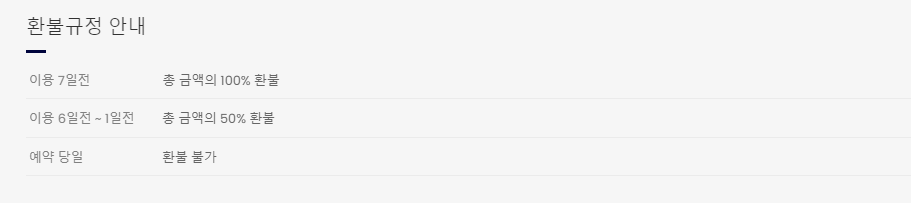 환불규정 안내
이용 7일전 총 금액의 100% 환불
이용 6일전 ~ 1일전 총 금액의 50% 환불
예약 당일 환불 불가